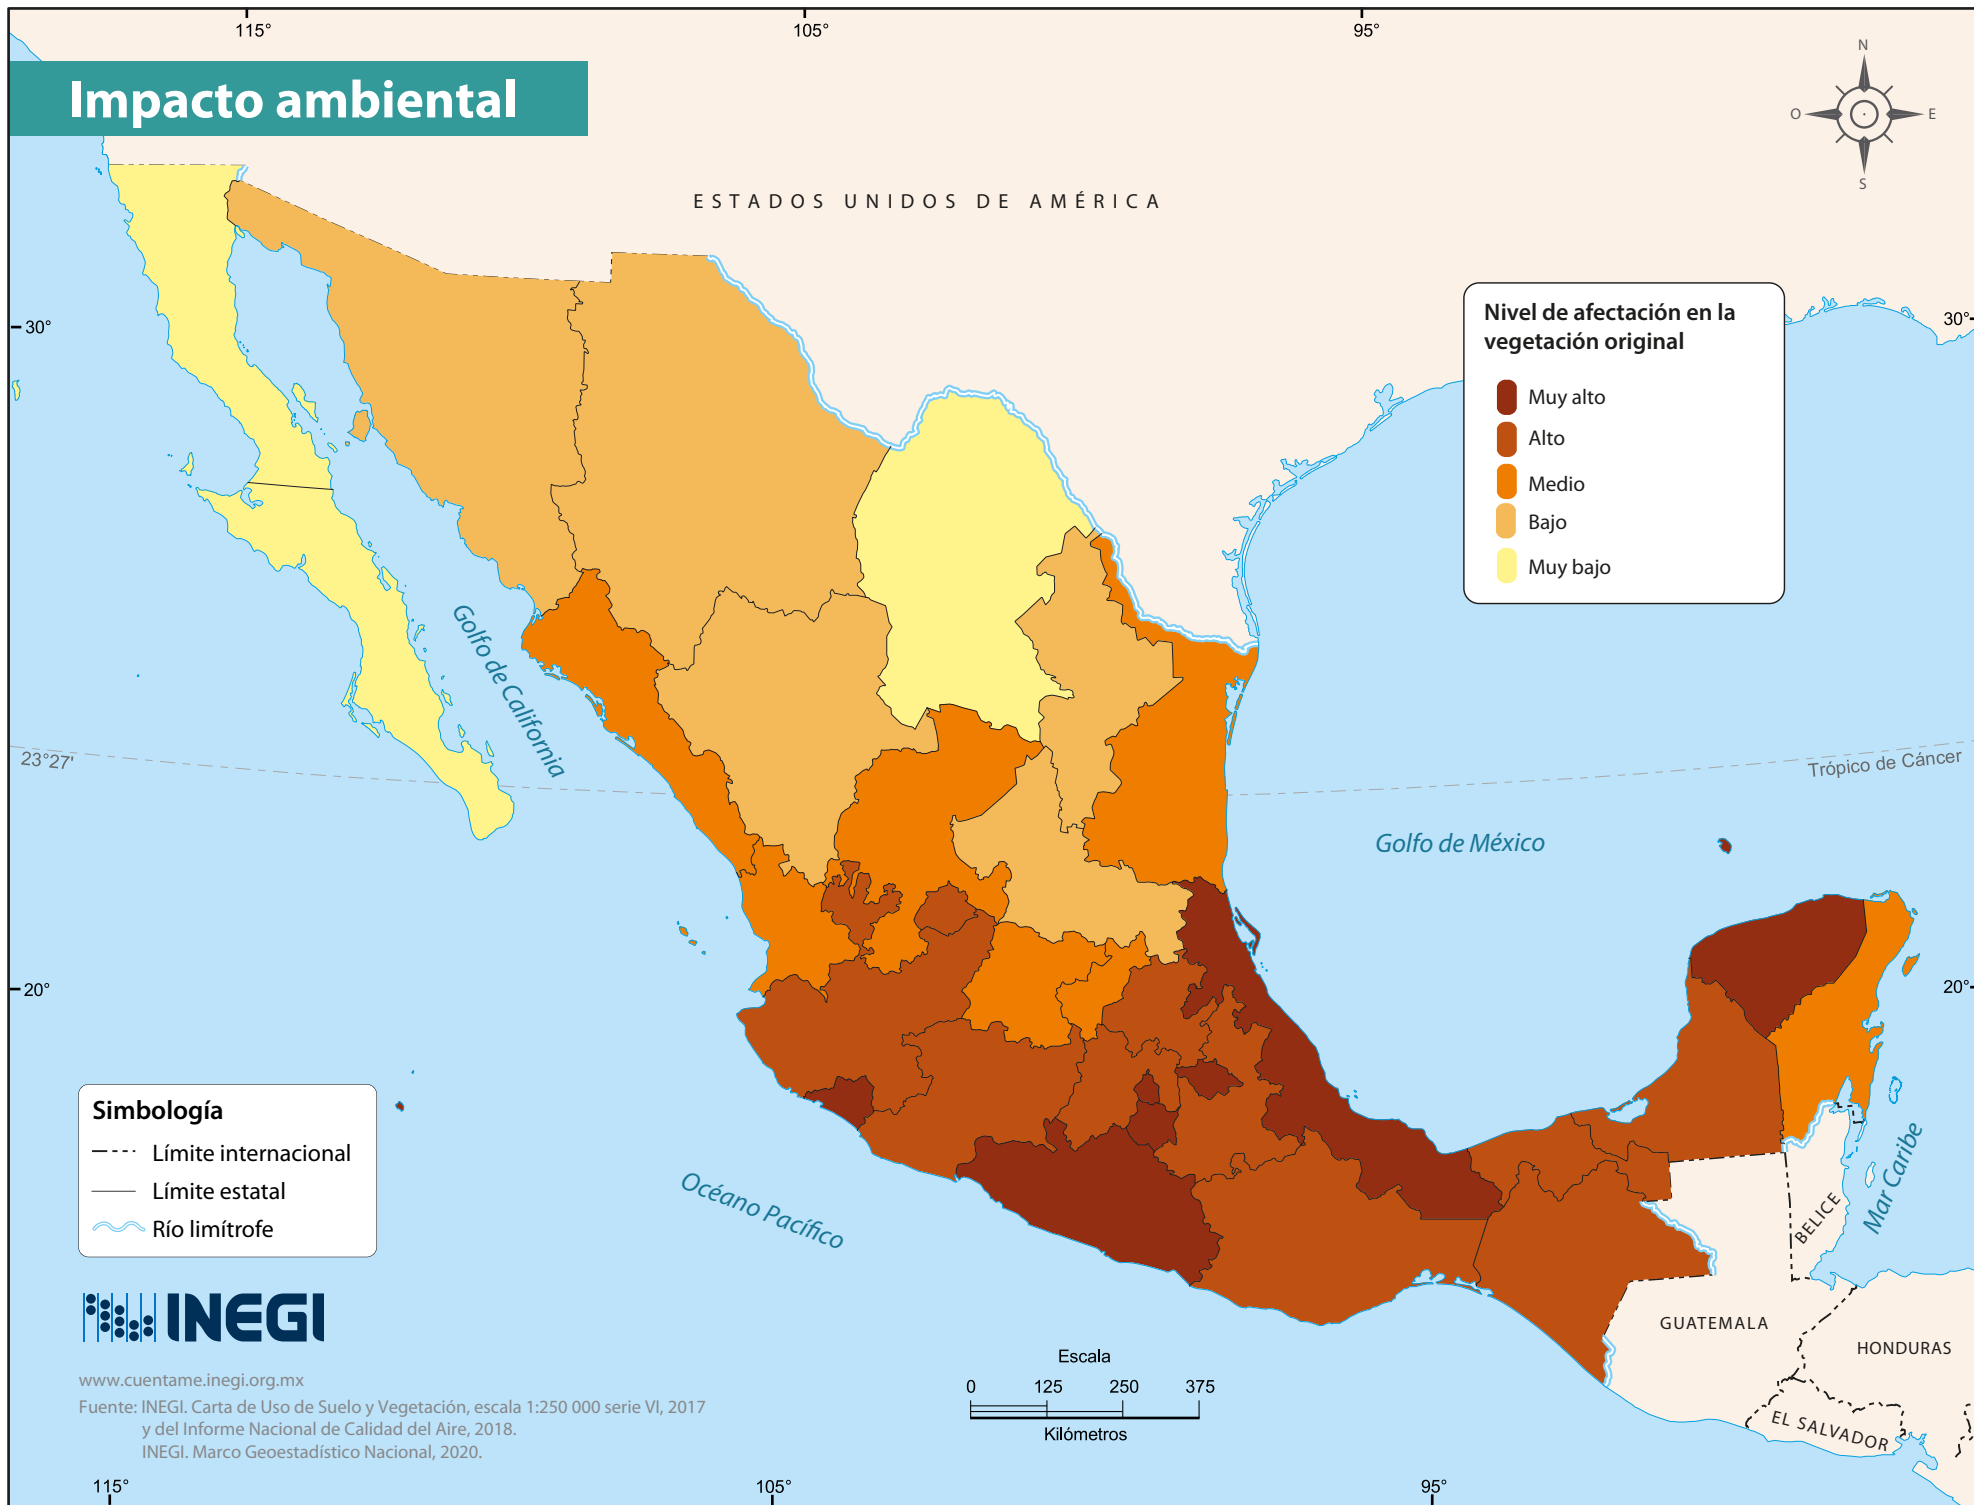 115°
105°
95°
Impacto ambiental
N
O
E
S
ESTADOS UNIDOS DE AMÉRICA
30°
30°
Nivel de afectación en la
vegetación original
Muy alto
Alto
Medio
Bajo
Muy bajo
Golfo de California
23°27'
Trópico de Cáncer
Golfo de México
20°
20°
Simbología
Límite internacional
Límite estatal
Río limítrofe
Océano Pacífico
Mar Caribe
BELICE
GUATEMALA
HONDURAS
EL SALVADOR
INEGI
www.cuentame.inegi.org.mx
Fuente: INEGI. Carta de Uso de Suelo y Vegetación, escala 1:250 000 serie VI, 2017
y del Informe Nacional de Calidad del Aire, 2018.
INEGI. Marco Geoestadístico Nacional, 2020.
Escala
0 125 250 375
Kilómetros
115°
105°
95°